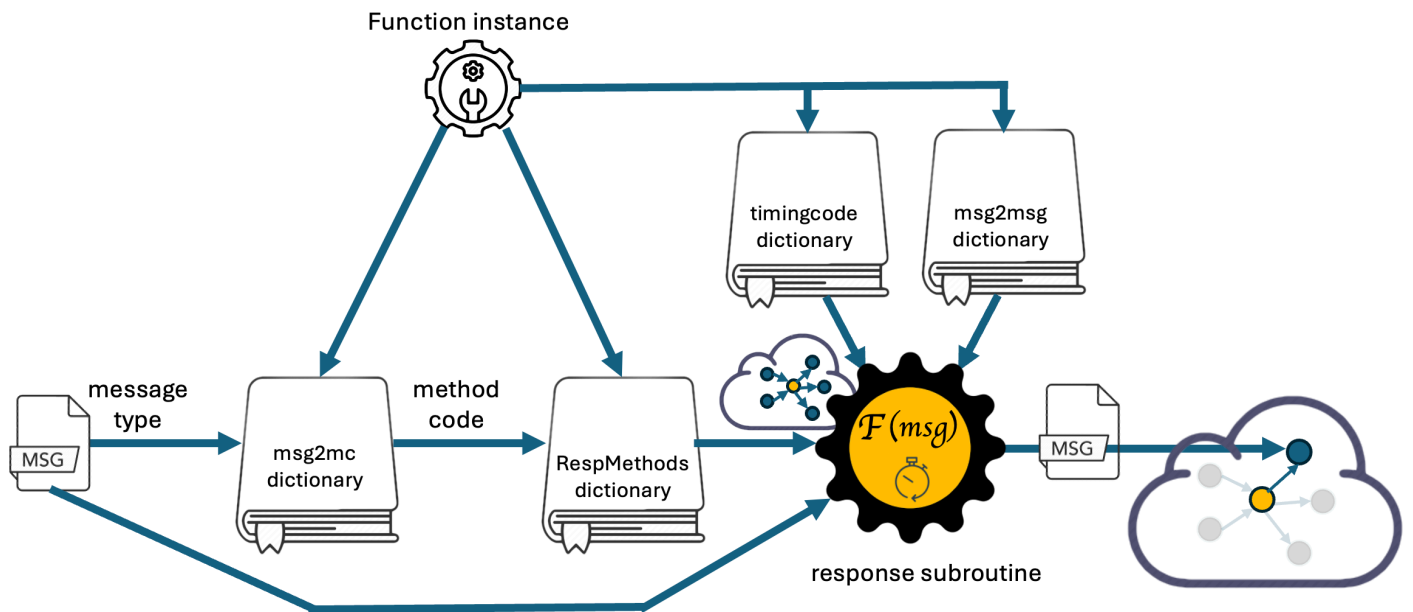 Function instance
timingcode
dictionary
msg2msg
dictionary
message
type
method
code
MSG
msg2mc
dictionary
RespMethods
dictionary
F(msg)
MSG
response subroutine